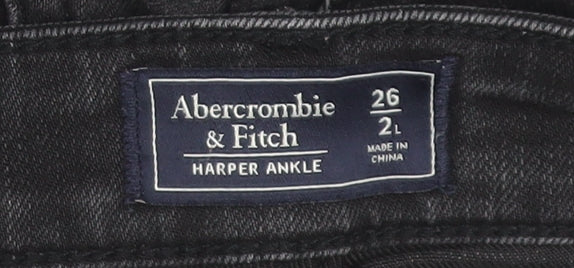 Abercrombie
& Fitch
HARPER ANKLE
26
2L
MADE IN
CHINA